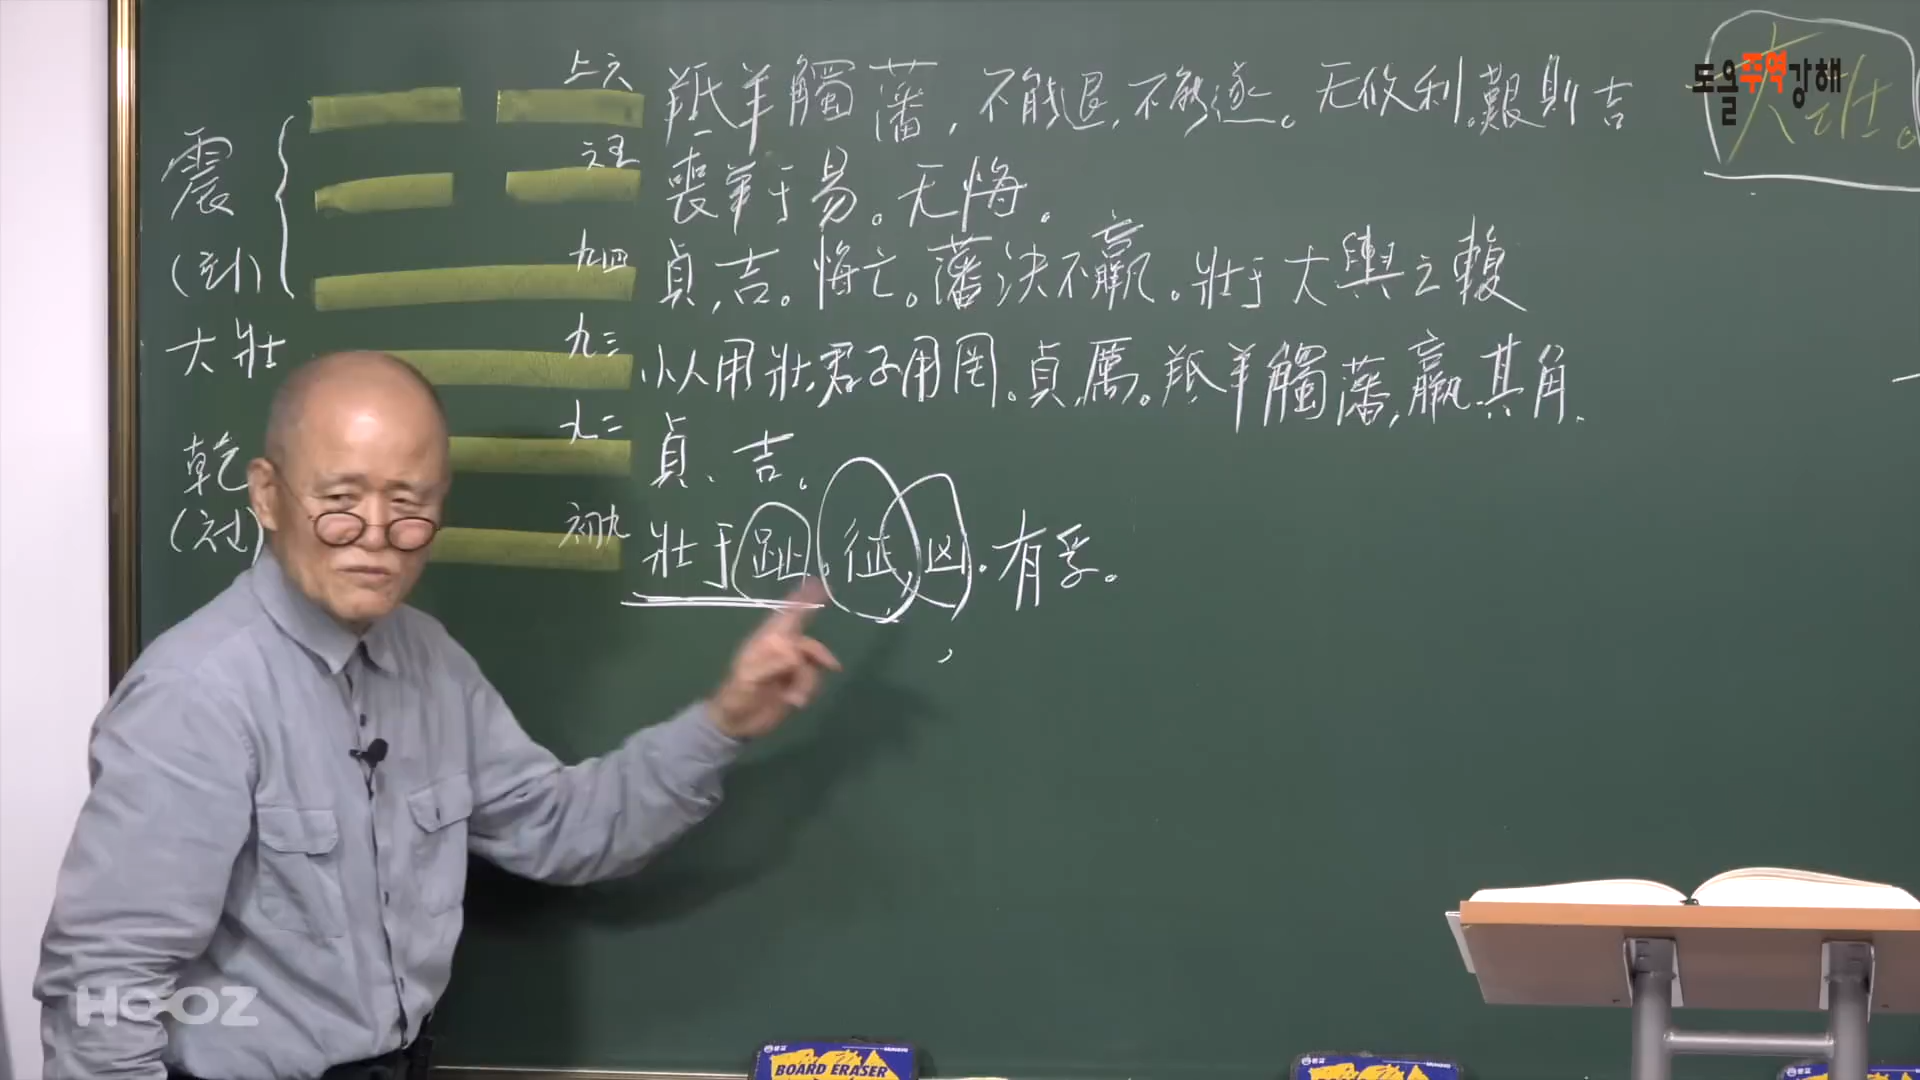 上六 羝羊觸藩, 不能退, 不能遂。无攸利。艱則吉
六五 喪羊于易。无悔。
九四 貞,吉。悔亡。藩決不羸。壯于大輿之輹
九三 小人用壯,君子用罔。貞,厲。羝羊觸藩,羸其角.
九二 貞、吉。
初九 壯于趾。征,凶.有孚。
震
大壯
乾
大壯。
도올주역강해
HOOZ
BOARD ERASER